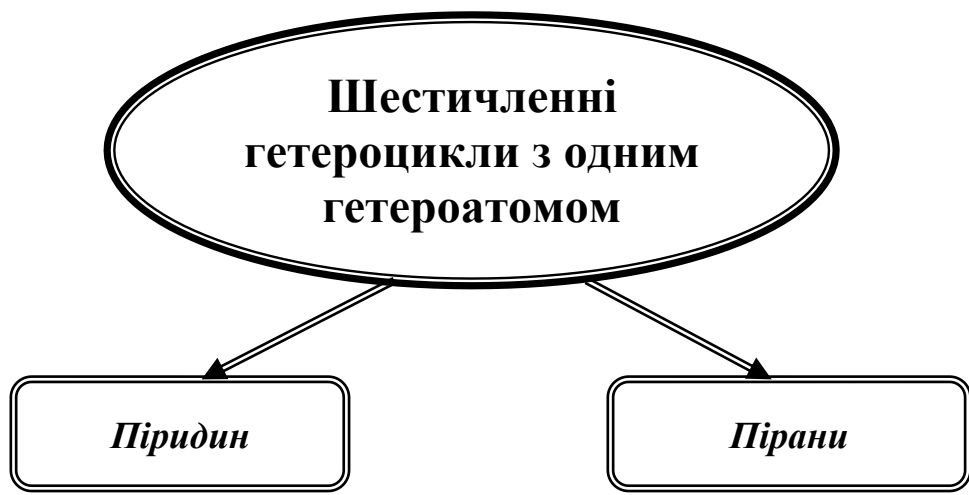 Шестичленні
гетероцикли з одним
гетероатомом
Піридин
Пірани